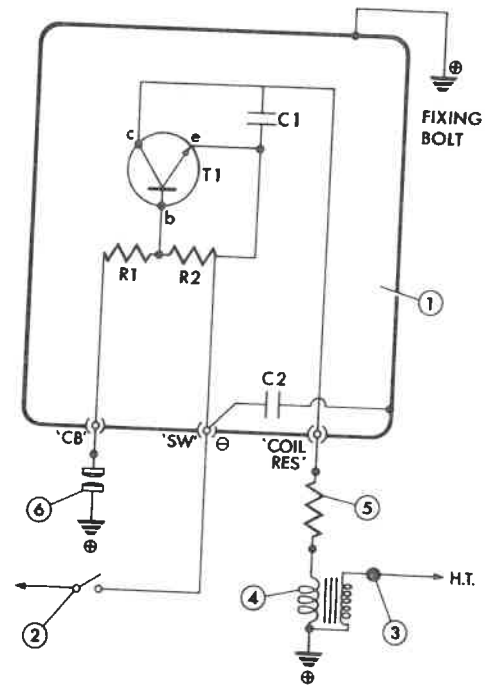 ⊕
FIXING
BOLT
C1
c
e
T1
b
R1
R2
1
C2
'CB'
'SW'
⊖
'COIL
RES'
6
⊕
5
2
4
H.T.
3
⊕